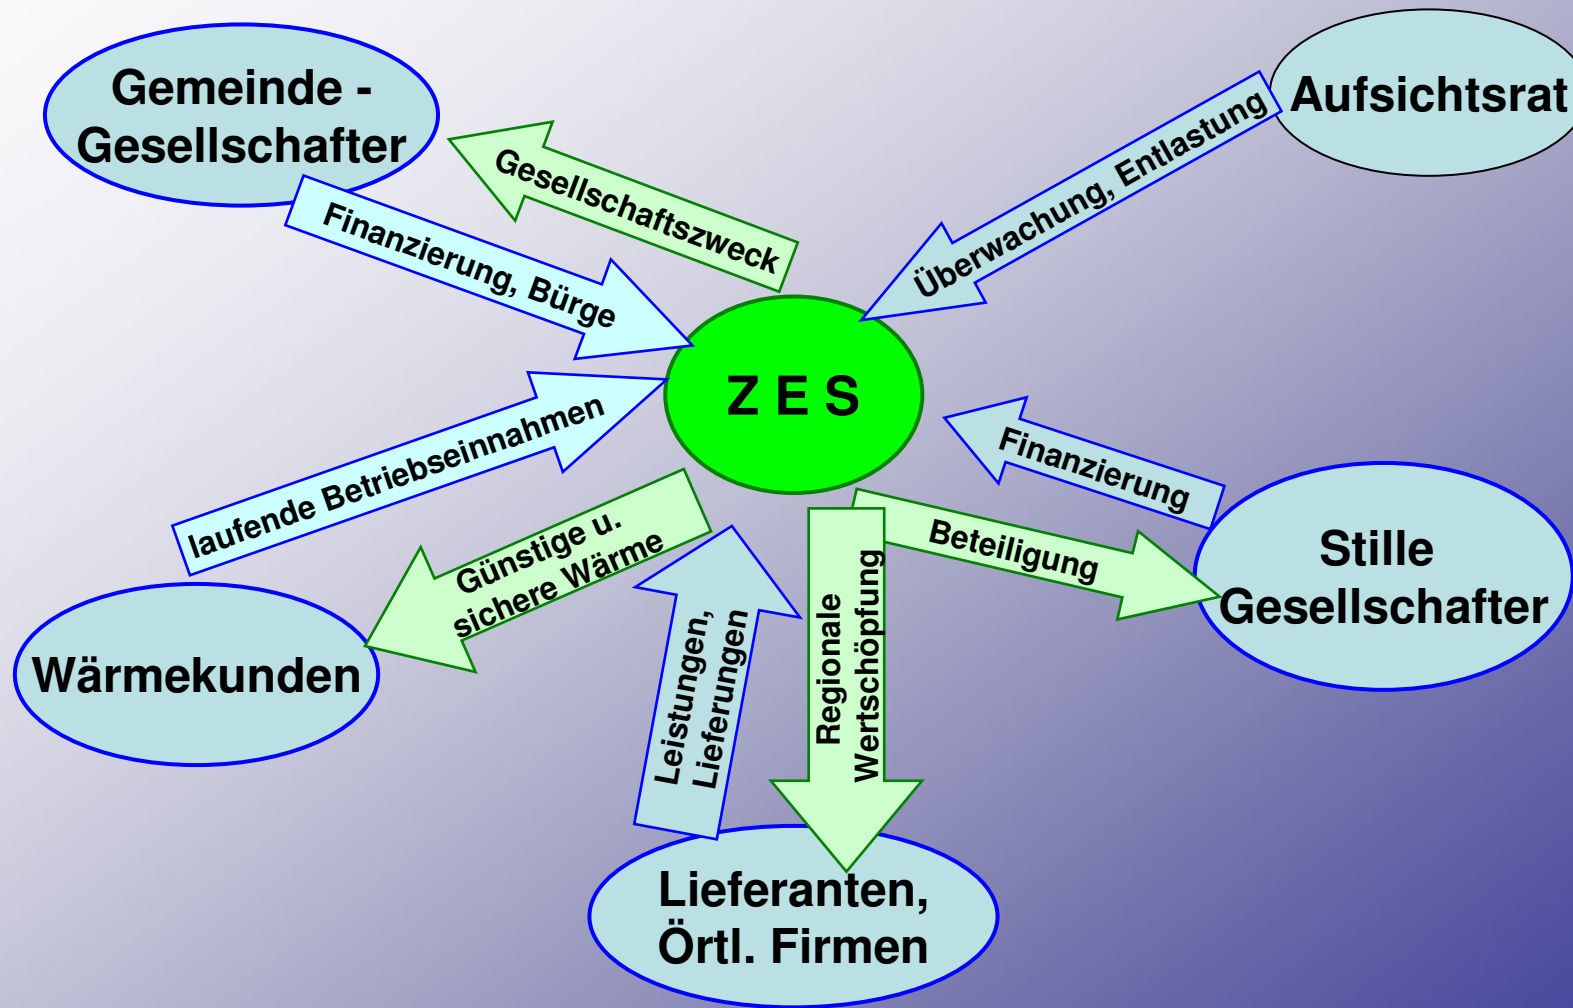 Gemeinde -
Gesellschafter
Aufsichtsrat
Gesellschaftszweck
Überwachung, Entlastung
Finanzierung, Bürge
Z E S
laufende Betriebseinnahmen
Finanzierung
Günstige u.
sichere Wärme
Beteiligung
Stille
Gesellschafter
Wärmekunden
Leistungen,
Lieferungen
Regionale
Wertschöpfung
Lieferanten,
Örtl. Firmen